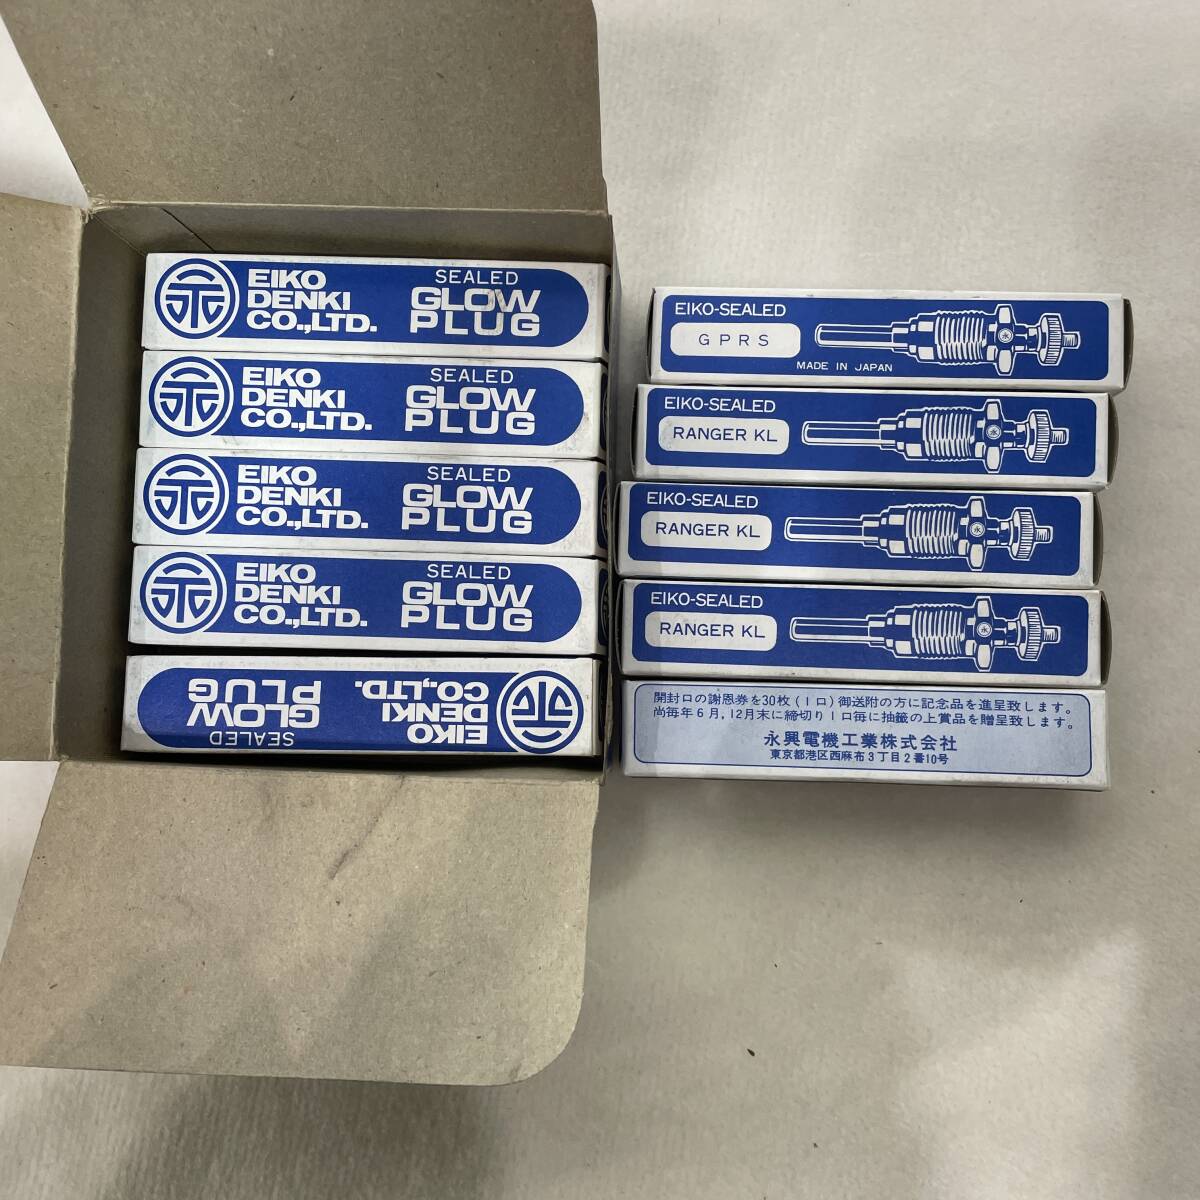 EIKO
DENKI
CO.,LTD.
SEALED
GLOW
PLUG
EIKO
DENKI
CO.,LTD.
SEALED
GLOW
PLUG
EIKO
DENKI
CO.,LTD.
SEALED
GLOW
PLUG
EIKO
DENKI
CO.,LTD.
SEALED
GLOW
PLUG
EIKO
DENKI
CO.,LTD.
SEALED
GLOW
PLUG
EIKO-SEALED
GPRS
MADE IN JAPAN
EIKO-SEALED
RANGER KL
EIKO-SEALED
RANGER KL
EIKO-SEALED
RANGER KL
開封口の謝恩券を30枚(1口)御送附の方に記念品を進呈致します。
尚毎年6月,12月末に締切り1口毎に抽籤の上賞品を贈呈致します。
永興電機工業株式会社
東京都港区西麻布3丁目2番10号